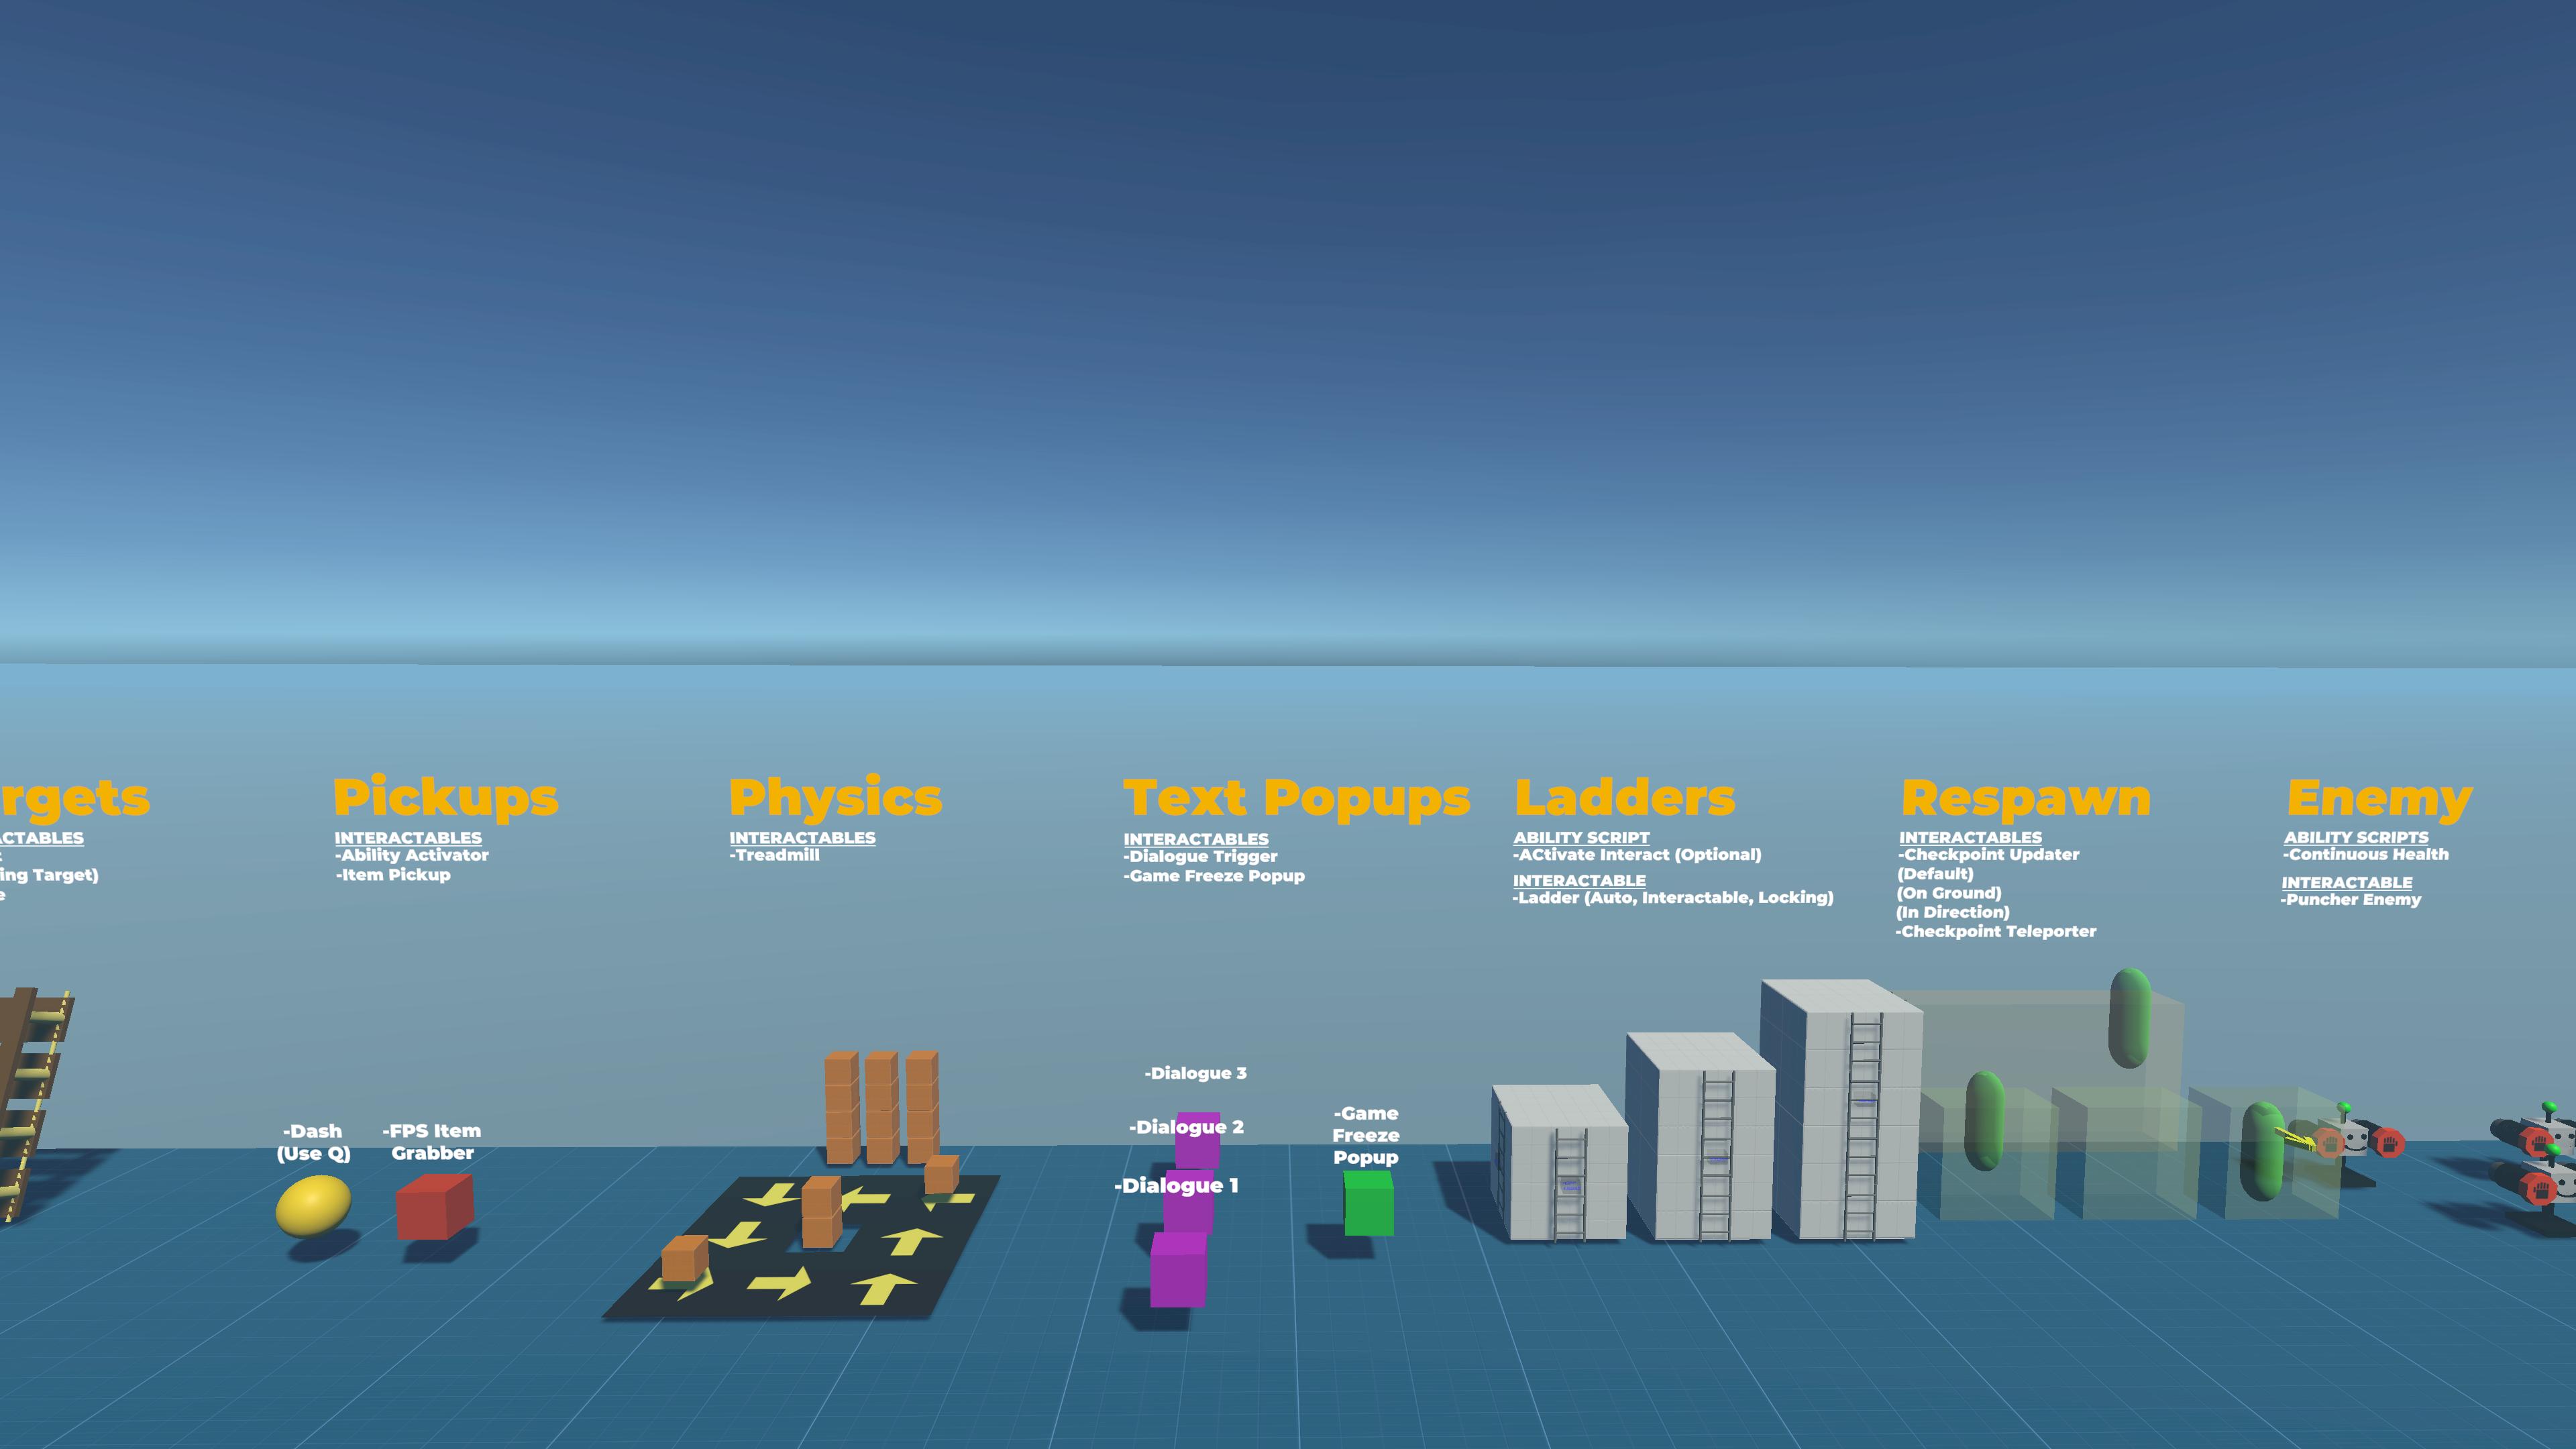 rgets
CTABLES
ing Target)
e
Pickups
INTERACTABLES
-Ability Activator
-Item Pickup
-Dash
(Use Q)
-FPS Item
Grabber
Physics
INTERACTABLES
-Treadmill
Text Popups
INTERACTABLES
-Dialogue Trigger
-Game Freeze Popup
-Dialogue 3
-Dialogue 2
-Dialogue 1
-Game
Freeze
Popup
Ladders
ABILITY SCRIPT
-ACtivate Interact (Optional)
INTERACTABLE
-Ladder (Auto, Interactable, Locking)
Respawn
INTERACTABLES
-Checkpoint Updater
(Default)
(On Ground)
(In Direction)
-Checkpoint Teleporter
Enemy
ABILITY SCRIPTS
-Continuous Health
INTERACTABLE
-Puncher Enemy